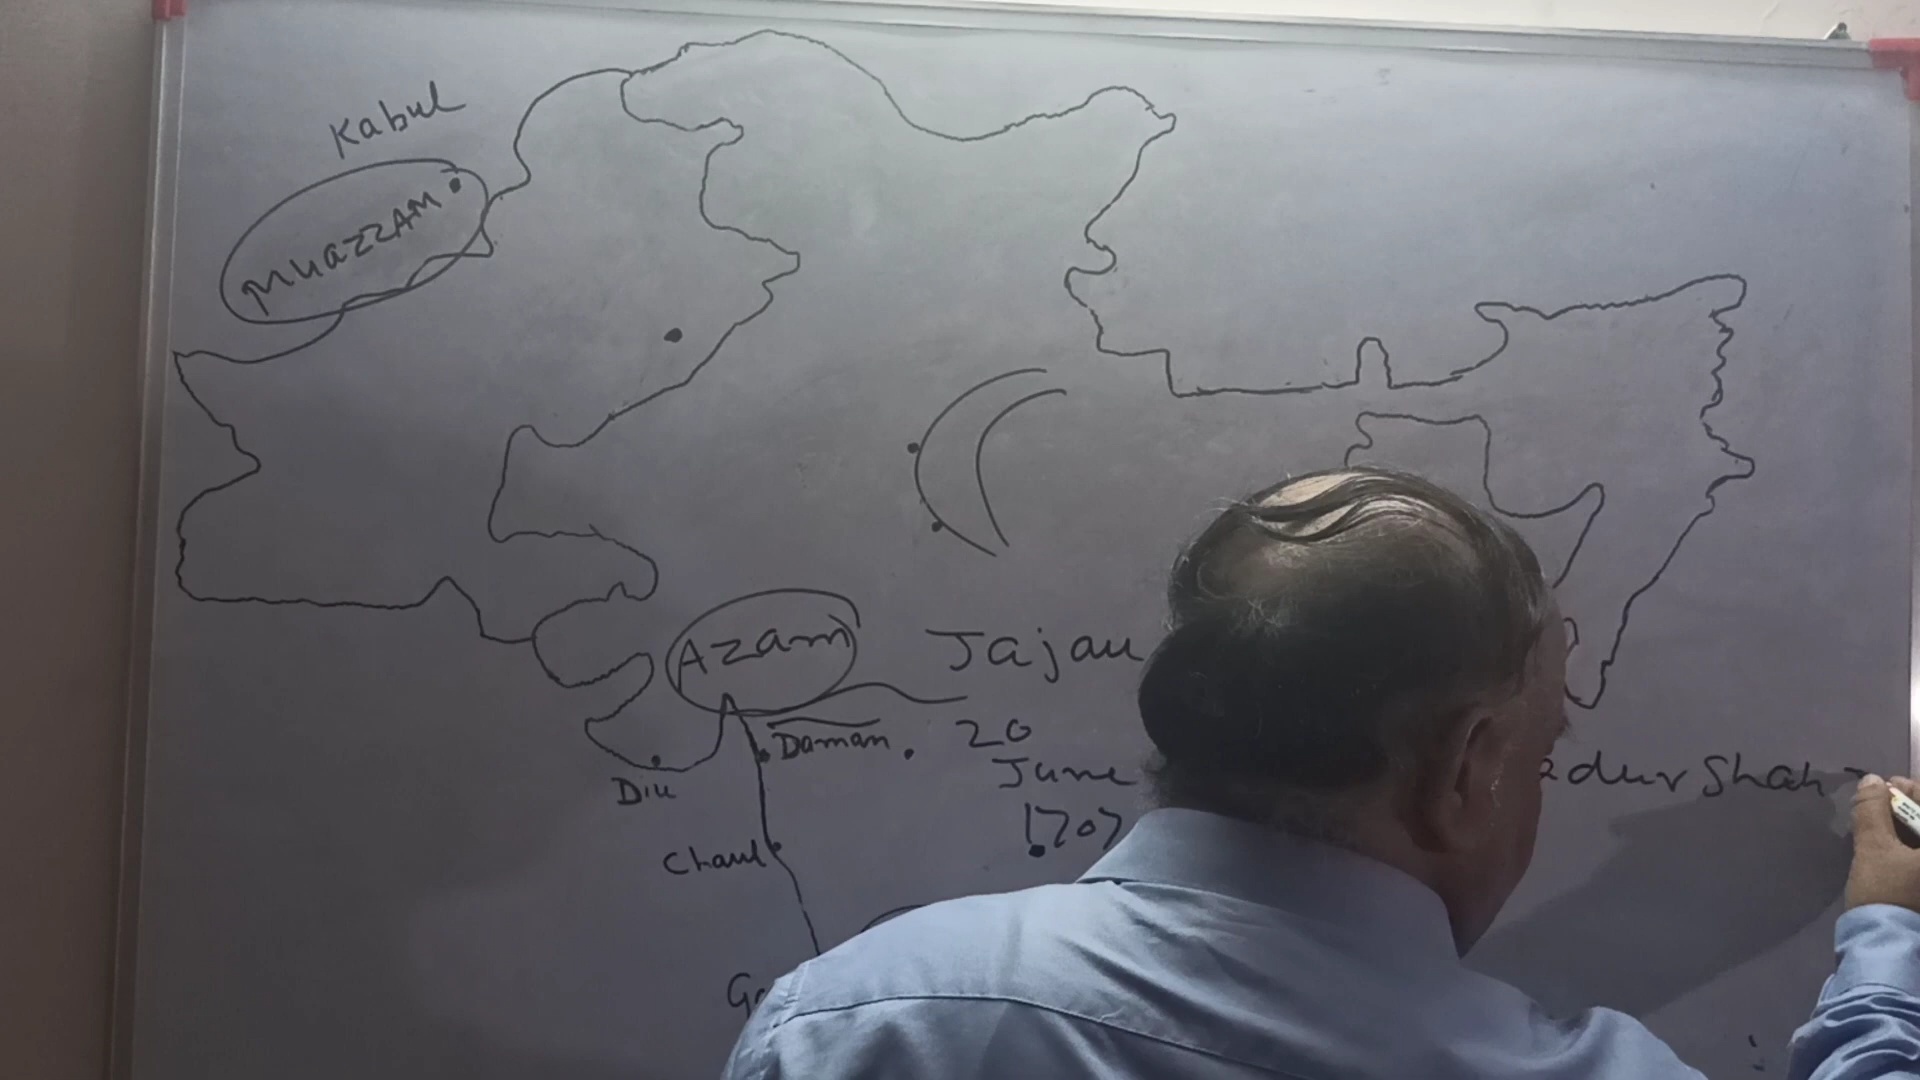 Kabul
MUAZZAM
Azam
Jajau
Daman
20
June
1707
Diu
Chaul
adur Shah